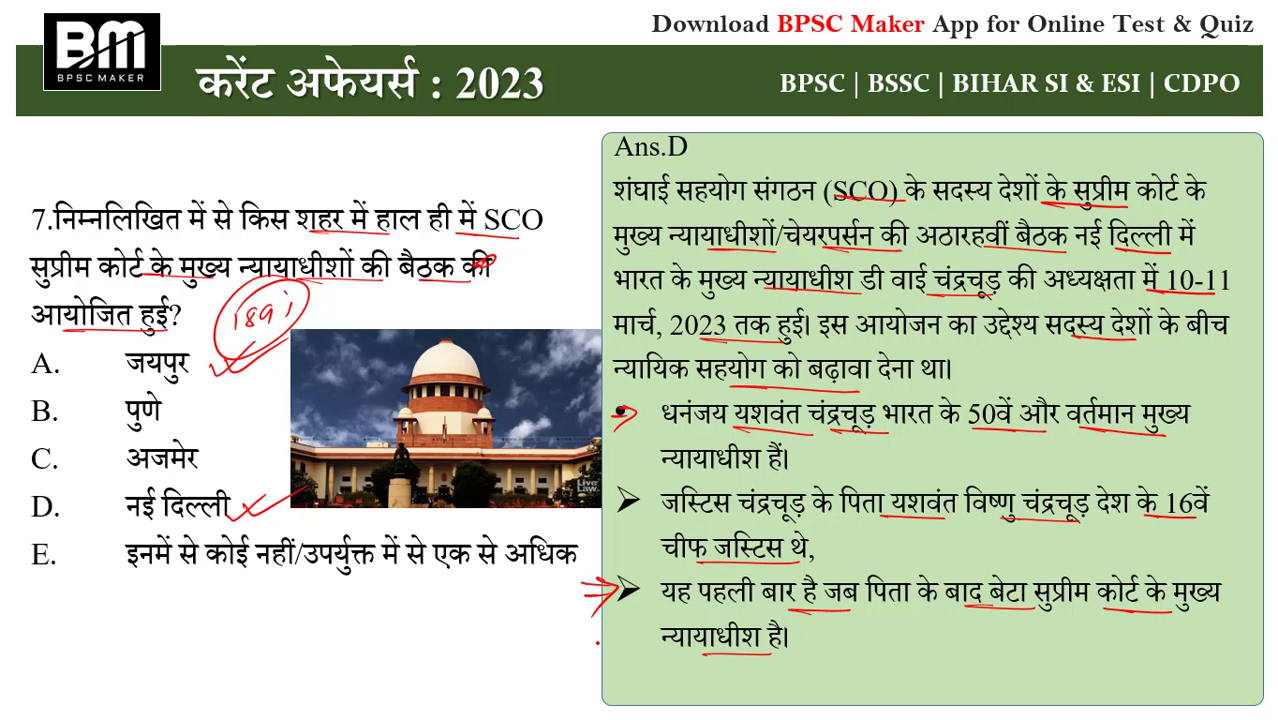 Download BPSC Maker App for Online Test & Quiz
BM
BPSC MAKER
करेंट अफेयर्स : 2023
BPSC | BSSC | BIHAR SI & ESI | CDPO
7.निम्नलिखित में से किस शहर में हाल ही में SCO
सुप्रीम कोर्ट के मुख्य न्यायाधीशों की बैठक की
आयोजित हुई?
A. जयपुर
B. पुणे
C. अजमेर
D. नई दिल्ली
E. इनमें से कोई नहीं/उपर्युक्त में से एक से अधिक
Live
Law.
Ans.D
शंघाई सहयोग संगठन (SCO) के सदस्य देशों के सुप्रीम कोर्ट के
मुख्य न्यायाधीशों/चेयरपर्सन की अठारहवीं बैठक नई दिल्ली में
भारत के मुख्य न्यायाधीश डी वाई चंद्रचूड़ की अध्यक्षता में 10-11
मार्च, 2023 तक हुई। इस आयोजन का उद्देश्य सदस्य देशों के बीच
न्यायिक सहयोग को बढ़ावा देना था।
• धनंजय यशवंत चंद्रचूड़ भारत के 50वें और वर्तमान मुख्य
न्यायाधीश हैं।
➢ जस्टिस चंद्रचूड़ के पिता यशवंत विष्णु चंद्रचूड़ देश के 16वें
चीफ जस्टिस थे,
➢ यह पहली बार है जब पिता के बाद बेटा सुप्रीम कोर्ट के मुख्य
न्यायाधीश है।